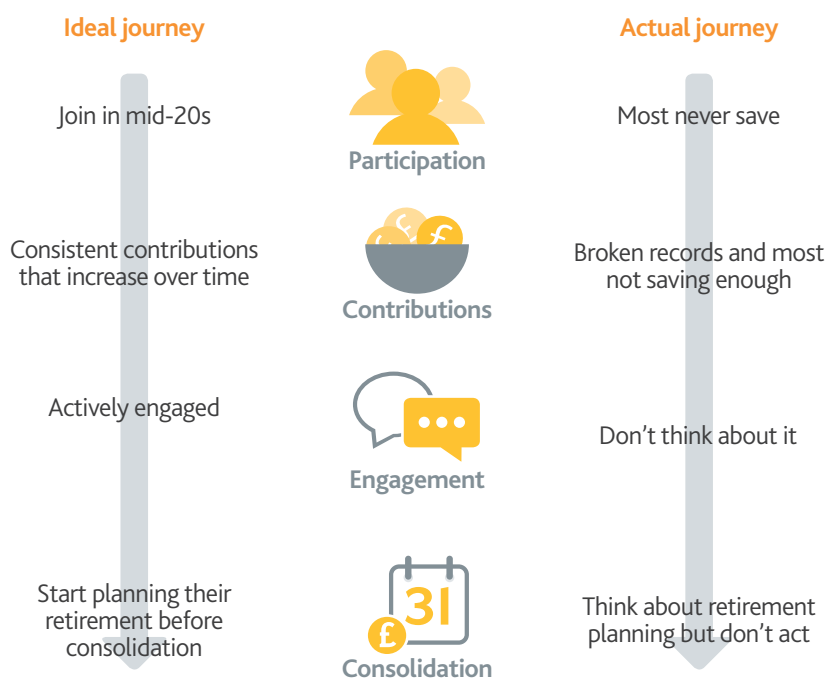 Ideal journey
Actual journey
Join in mid-20s
Most never save
Participation
Consistent contributions
that increase over time
££££
Broken records and most
not saving enough
Contributions
Actively engaged
Don't think about it
Engagement
Start planning their
retirement before
consolidation
31
£
Think about retirement
planning but don't act
Consolidation